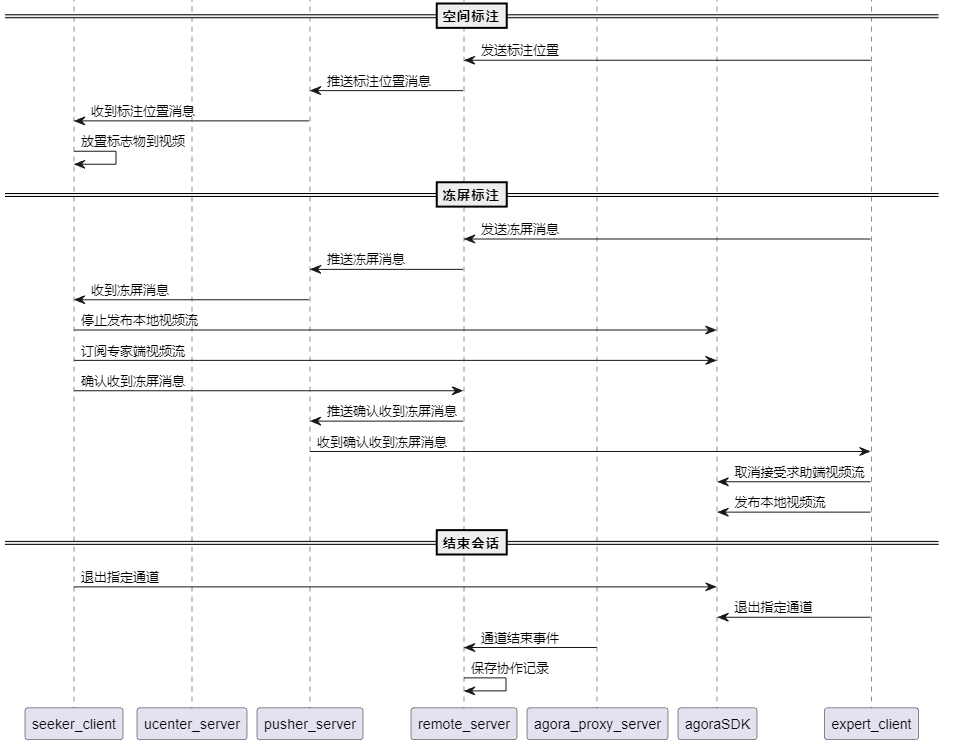 空间标注
发送标注位置
推送标注位置消息
收到标注位置消息
放置标志物到视频
冻屏标注
发送冻屏消息
推送冻屏消息
收到冻屏消息
停止发布本地视频流
订阅专家端视频流
确认收到冻屏消息
推送确认收到冻屏消息
收到确认收到冻屏消息
取消接受求助端视频流
发布本地视频流
结束会话
退出指定通道
退出指定通道
通道结束事件
保存协作记录
seeker_client ucenter_server pusher_server remote_server agora_proxy_server agoraSDK expert_client